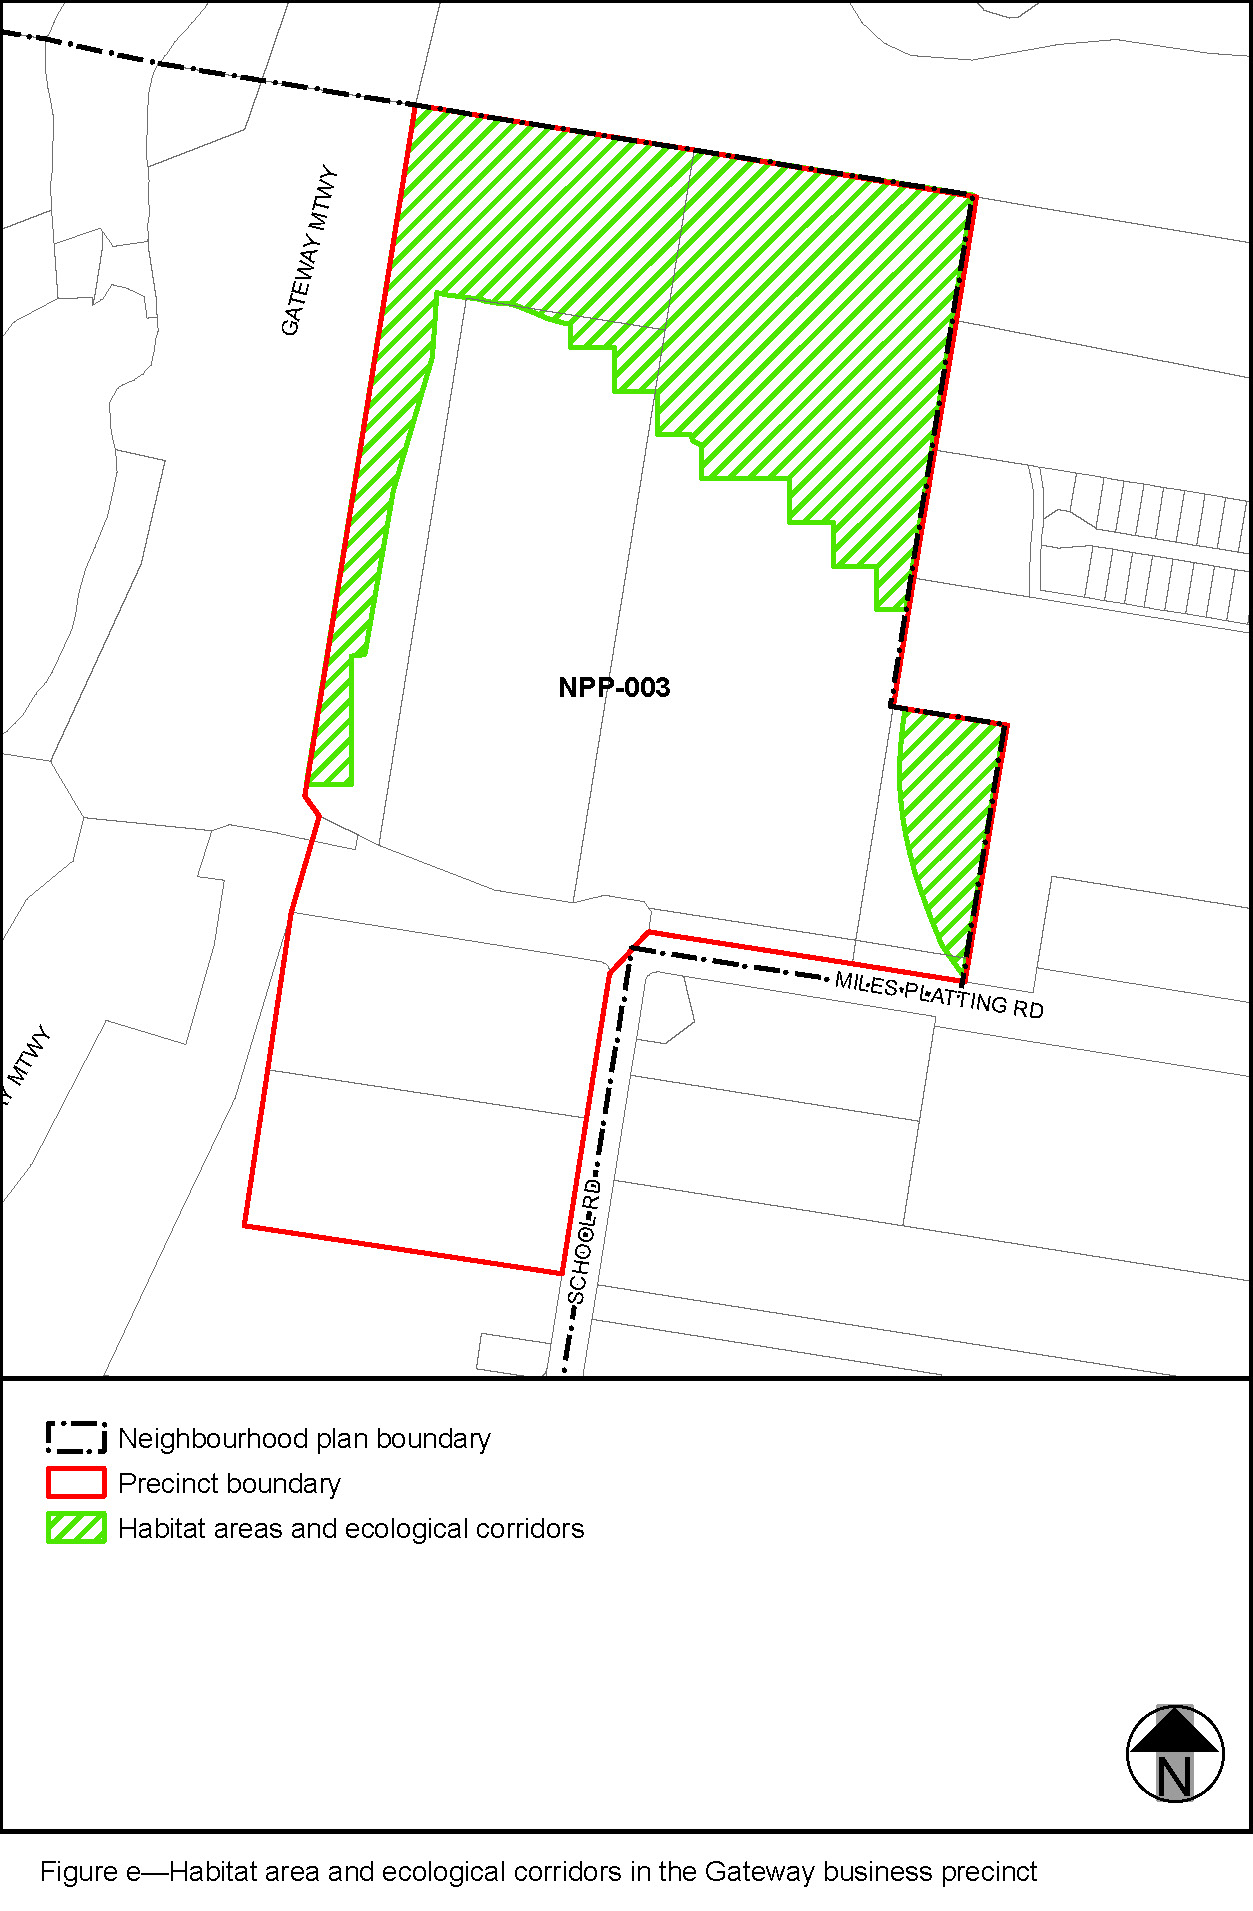 GATEWAY MTWY
NPP-003
MILES PLATTING RD
MTWY
SCHOOL RD
Neighbourhood plan boundary
Precinct boundary
Habitat areas and ecological corridors
N
Figure e—Habitat area and ecological corridors in the Gateway business precinct